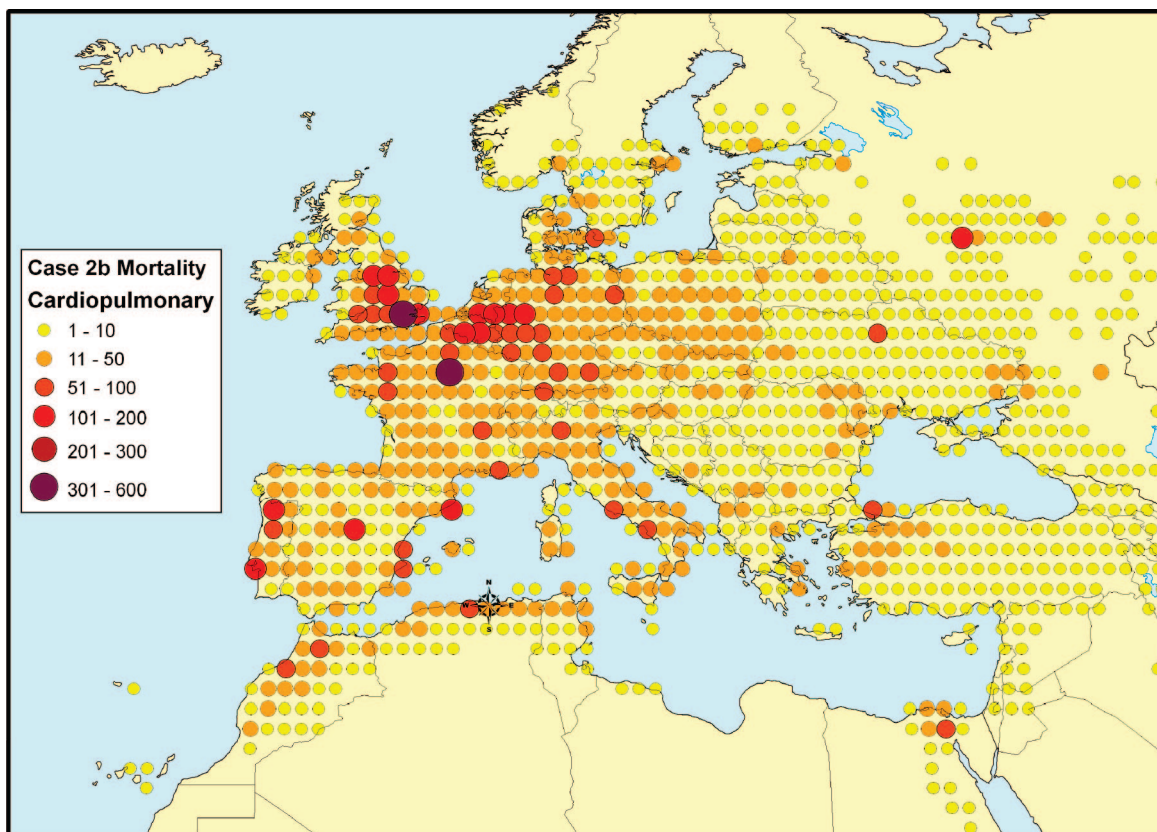 Case 2b Mortality
Cardiopulmonary
1 - 10
11 - 50
51 - 100
101 - 200
201 - 300
301 - 600
N
W E
S